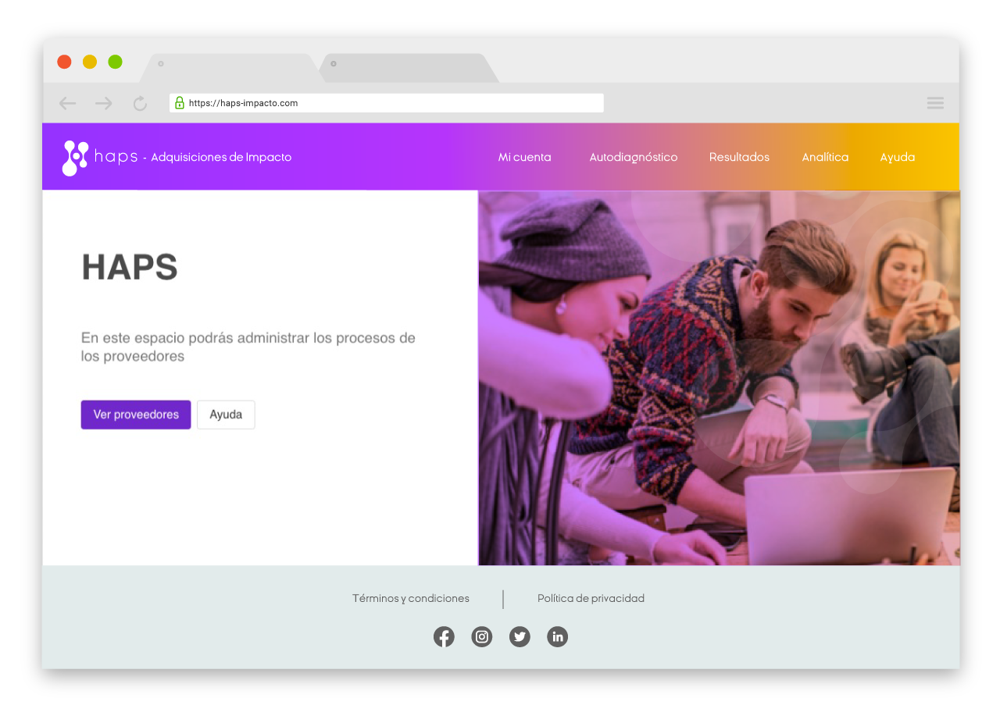 https://haps-impacto.com
haps - Adquisiciones de Impacto
Mi cuenta
Autodiagnóstico
Resultados
Analítica
Ayuda
HAPS
En este espacio podrás administrar los procesos de
los proveedores
Ver proveedores
Ayuda
Términos y condiciones
Política de privacidad